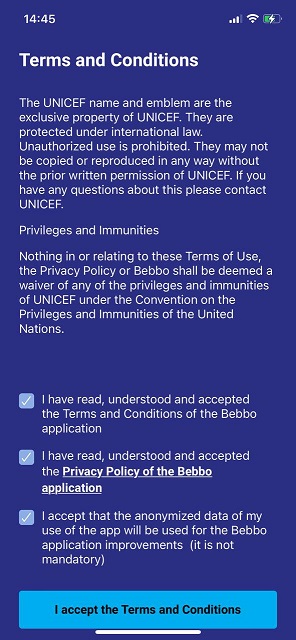 14:45
Terms and Conditions
The UNICEF name and emblem are the
exclusive property of UNICEF. They are
protected under international law.
Unauthorized use is prohibited. They may not
be copied or reproduced in any way without
the prior written permission of UNICEF. If you
have any questions about this please contact
UNICEF.
Privileges and Immunities
Nothing in or relating to these Terms of Use,
the Privacy Policy or Bebbo shall be deemed a
waiver of any of the privileges and immunities
of UNICEF under the Convention on the
Privileges and Immunities of the United
Nations.
I have read, understood and accepted
the Terms and Conditions of the Bebbo
application
I have read, understood and accepted
the Privacy Policy of the Bebbo
application
I accept that the anonymized data of my
use of the app will be used for the Bebbo
application improvements (it is not
mandatory)
I accept the Terms and Conditions